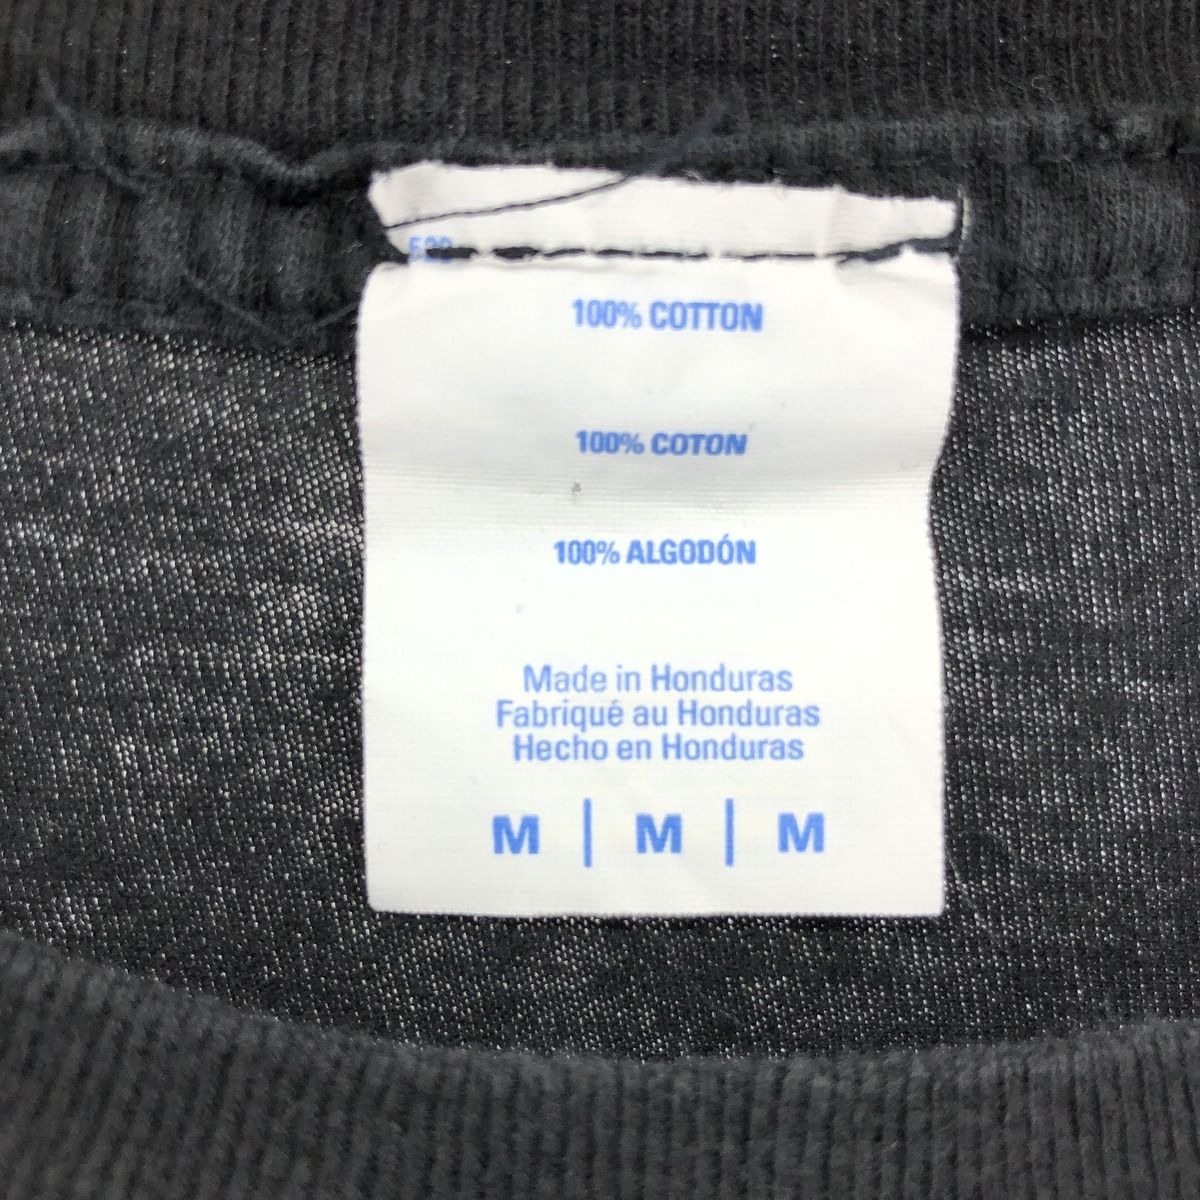 100% COTTON
100% COTON
100% ALGODÓN
Made in Honduras
Fabriqué au Honduras
Hecho en Honduras
M | M | M